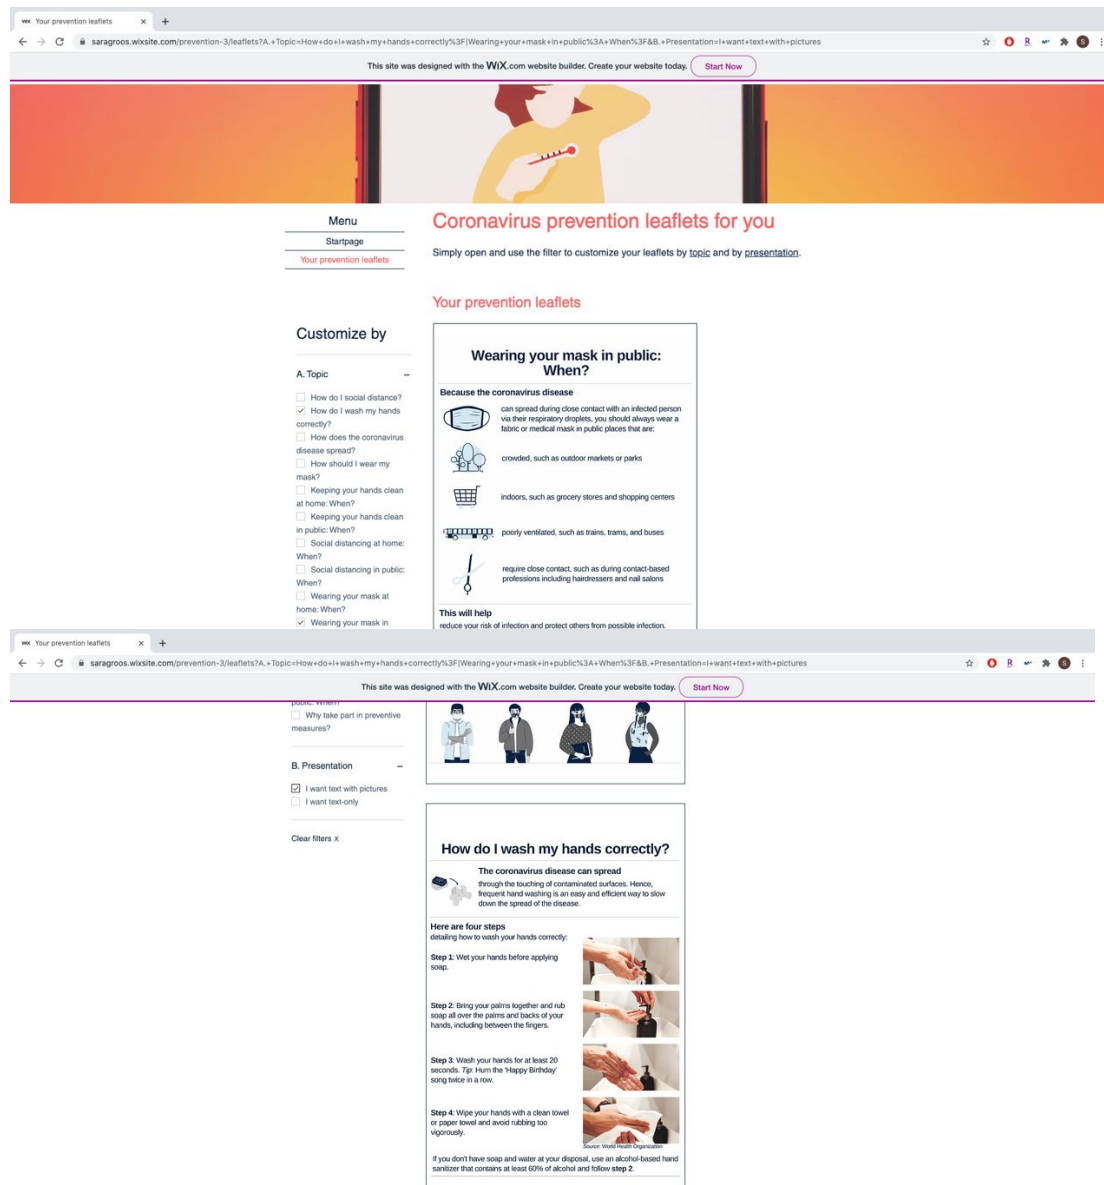 WiX Your prevention leaflets x +
saragroos.wixsite.com/prevention-3/leaflets?A.+Topic=How+do+I+wash+my+hands+correctly%3F|Wearing+your+mask+in+public%3A+When%3F&B.+Presentation=I+want+text+with+pictures
This site was designed with the WiX.com website builder. Create your website today. Start Now
Menu
Startpage
Your prevention leaflets
Coronavirus prevention leaflets for you
Simply open and use the filter to customize your leaflets by topic and by presentation.
Your prevention leaflets
Customize by
A. Topic –
How do I social distance?
How do I wash my hands
correctly?
How does the coronavirus
disease spread?
How should I wear my
mask?
Keeping your hands clean
at home: When?
Keeping your hands clean
in public: When?
Social distancing at home:
When?
Social distancing in public:
When?
Wearing your mask at
home: When?
Wearing your mask in
Wearing your mask in public:
When?
Because the coronavirus disease
can spread during close contact with an infected person
via their respiratory droplets, you should always wear a
fabric or medical mask in public places that are:
crowded, such as outdoor markets or parks
indoors, such as grocery stores and shopping centers
poorly ventilated, such as trains, trams, and buses
require close contact, such as during contact-based
professions including hairdressers and nail salons
This will help
reduce your risk of infection and protect others from possible infection.
WiX Your prevention leaflets x +
saragroos.wixsite.com/prevention-3/leaflets?A.+Topic=How+do+I+wash+my+hands+correctly%3F|Wearing+your+mask+in+public%3A+When%3F&B.+Presentation=I+want+text+with+pictures
This site was designed with the WiX.com website builder. Create your website today. Start Now
public: When?
Why take part in preventive
measures?
B. Presentation –
I want text with pictures
I want text-only
Clear filters x
How do I wash my hands correctly?
The coronavirus disease can spread
through the touching of contaminated surfaces. Hence,
frequent hand washing is an easy and efficient way to slow
down the spread of the disease.
Here are four steps
detailing how to wash your hands correctly:
Step 1: Wet your hands before applying
soap.
Step 2: Bring your palms together and rub
soap all over the palms and backs of your
hands, including between the fingers.
Step 3: Wash your hands for at least 20
seconds. Tip: Hum the 'Happy Birthday'
song twice in a row.
Step 4: Wipe your hands with a clean towel
or paper towel and avoid rubbing too
vigorously.
Source: World Health Organization
If you don't have soap and water at your disposal, use an alcohol-based hand
sanitizer that contains at least 60% of alcohol and follow step 2.